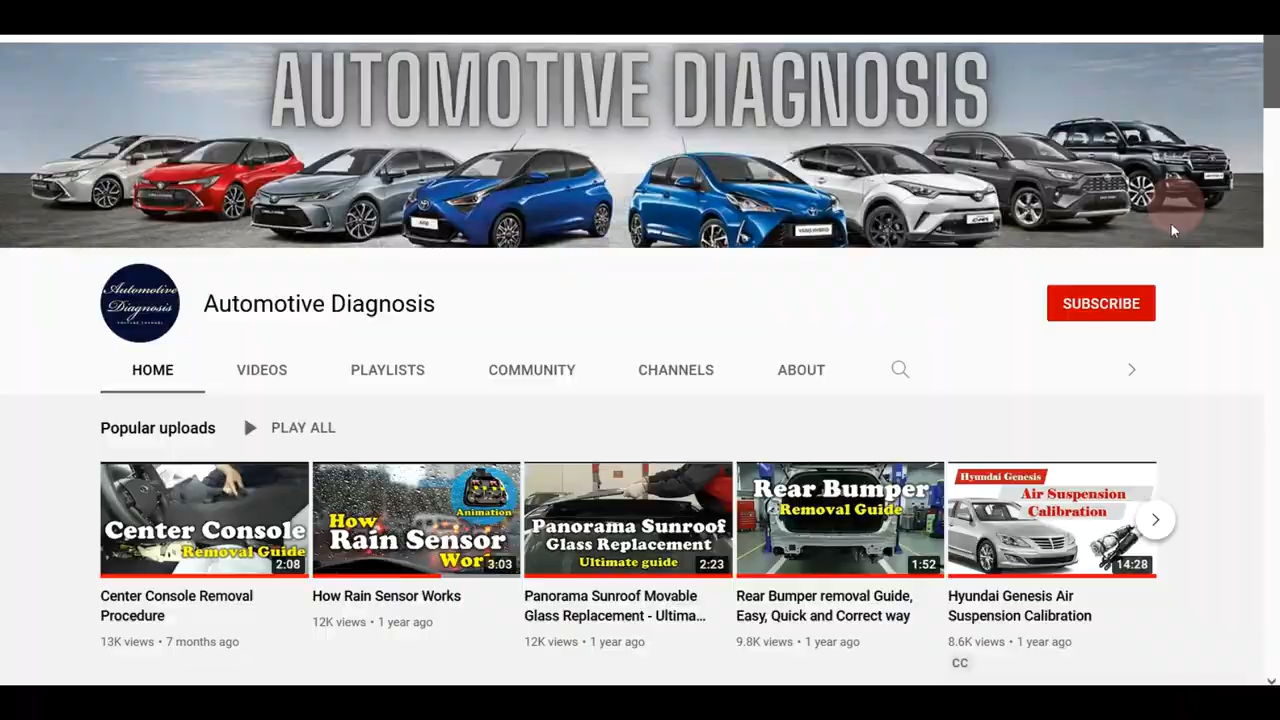 AUTOMOTIVE DIAGNOSIS
Automotive
Diagnosis
Automotive Diagnosis
SUBSCRIBE
HOME
VIDEOS
PLAYLISTS
COMMUNITY
CHANNELS
ABOUT
Popular uploads
PLAY ALL
Center Console
Removal Guide
2:08
How
Rain Sensor
Wor
Animation
3:03
Panorama Sunroof
Glass Replacement
Ultimate guide
2:23
Rear Bumper
Removal Guide
1:52
Hyundai Genesis
Air Suspension
Calibration
14:28
Center Console Removal
Procedure
13K views • 7 months ago
How Rain Sensor Works
12K views • 1 year ago
Panorama Sunroof Movable
Glass Replacement - Ultima...
12K views • 1 year ago
Rear Bumper removal Guide,
Easy, Quick and Correct way
9.8K views • 1 year ago
Hyundai Genesis Air
Suspension Calibration
8.6K views • 1 year ago
CC